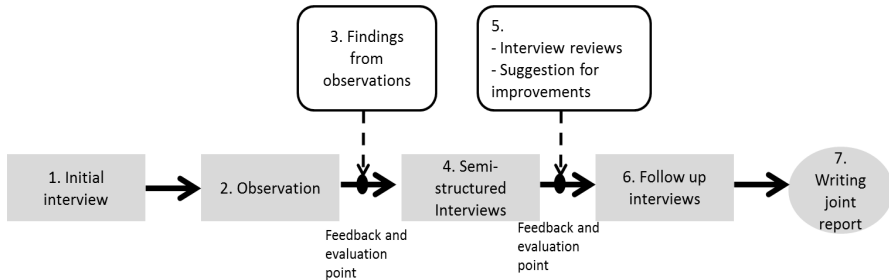 3. Findings
from
observations
5.
- Interview reviews
- Suggestion for
improvements
1. Initial
interview
2. Observation
4. Semi-
structured
Interviews
6. Follow up
interviews
7.
Writing
joint
report
Feedback and
evaluation
point
Feedback and
evaluation
point